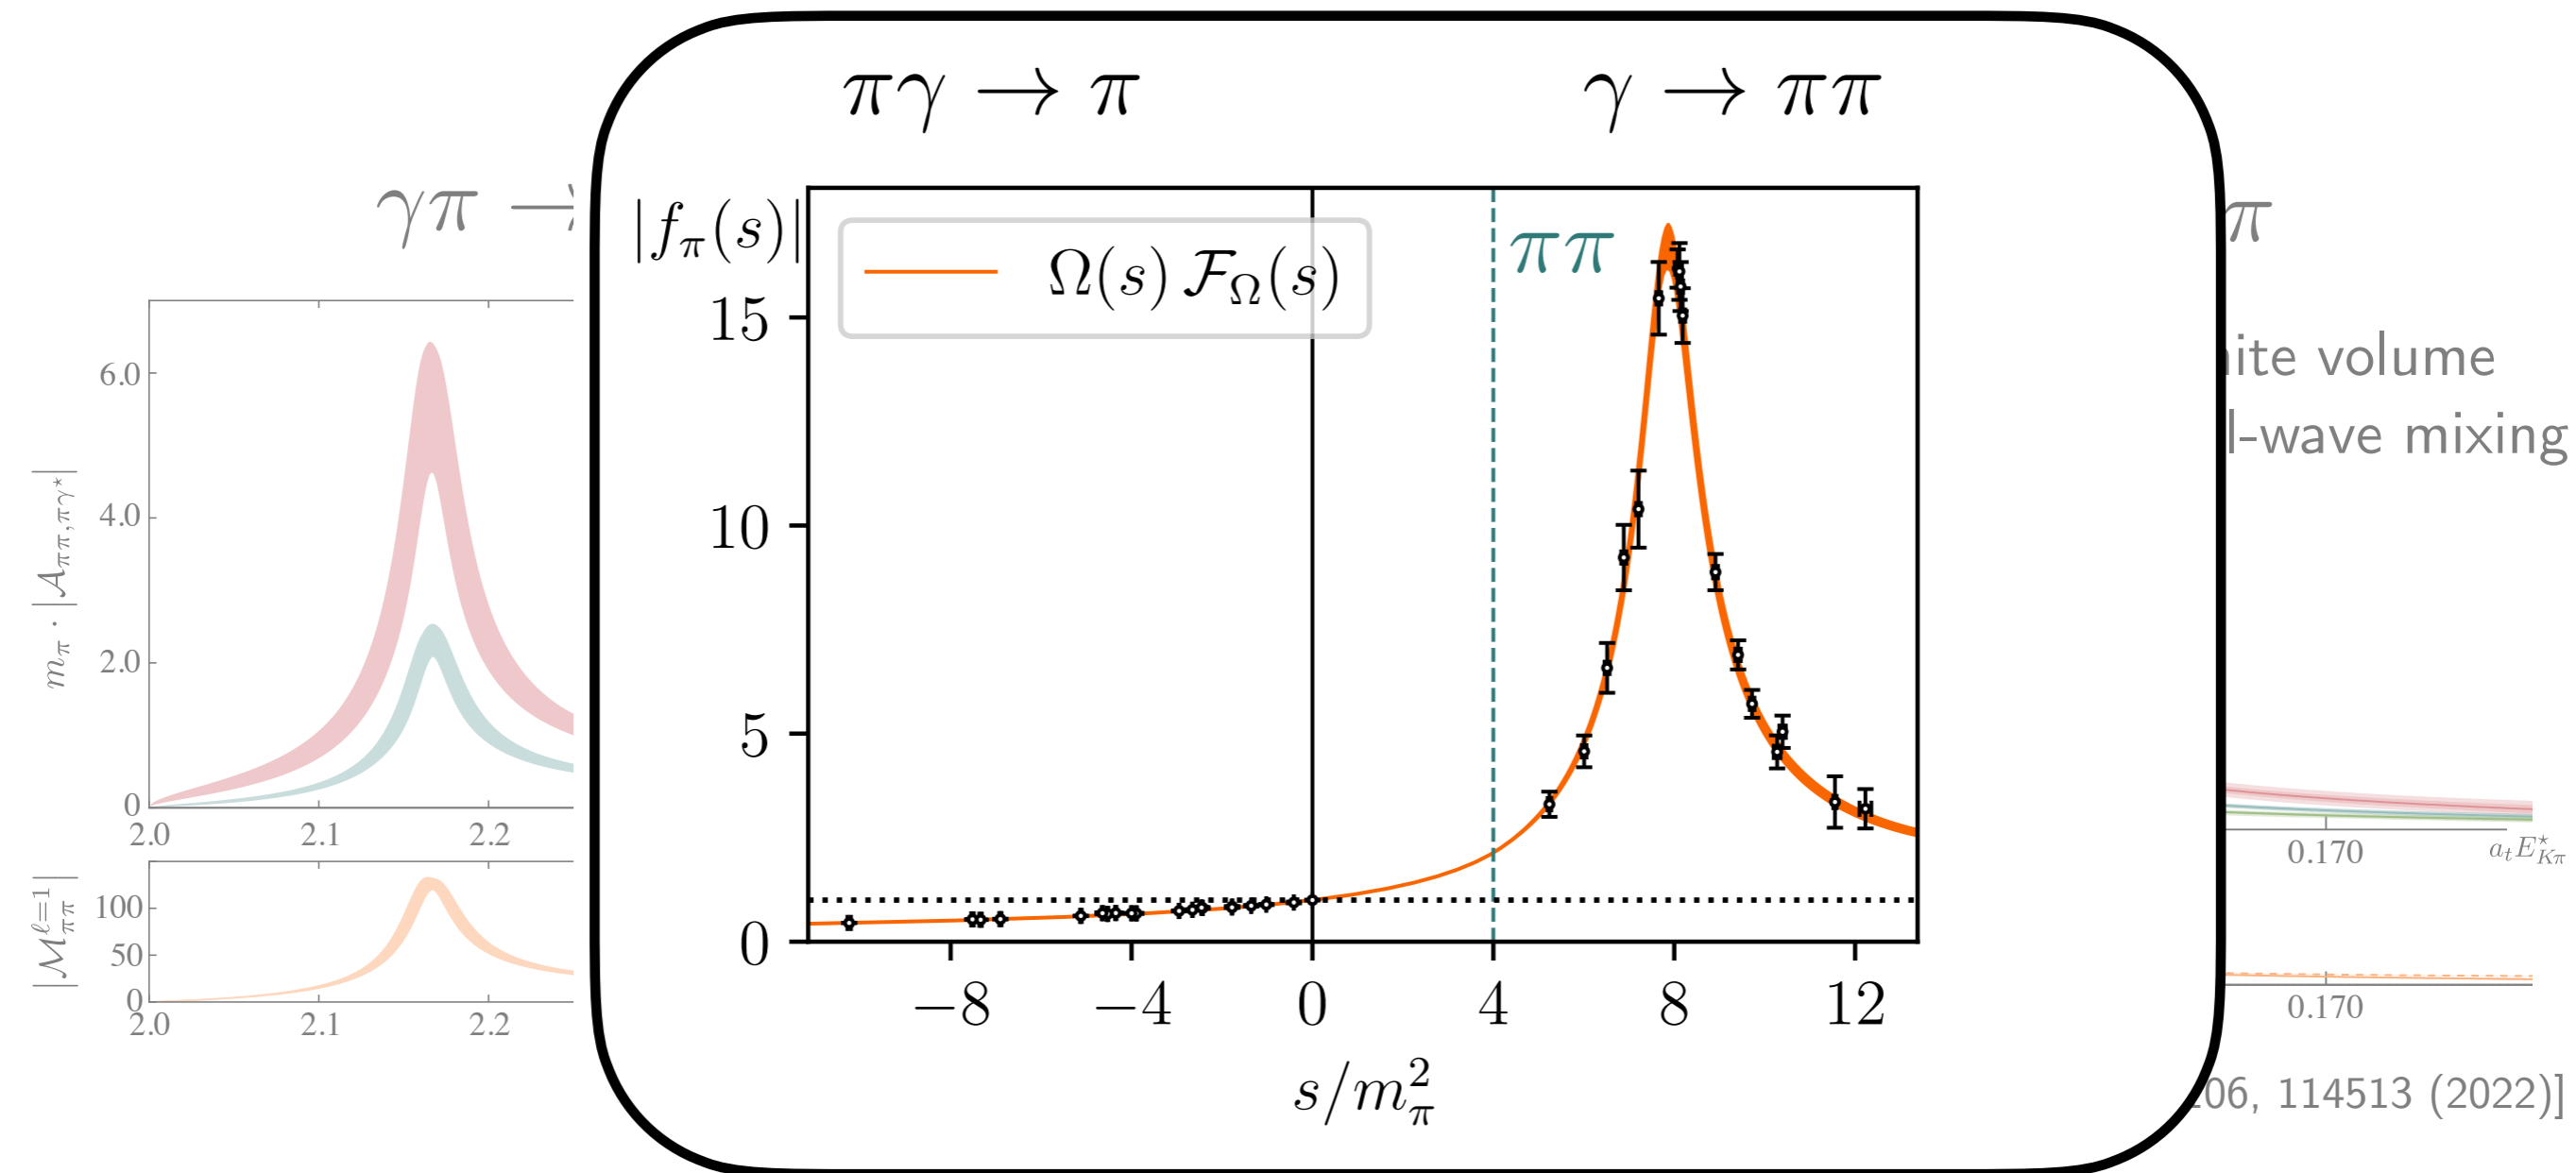 πγ → π
γ → ππ
γπ →
π
|f_π(s)|
Ω(s) 𝓕_Ω(s)
ππ
15
10
5
0
−8 −4 0 4 8 12
s/m_π^2
m_π · |𝒜_{ππ,πγ⋆}|
6.0
4.0
2.0
0
2.0 2.1 2.2
|ℳ_{ππ}^{ℓ=1}|
100
50
0
2.0 2.1 2.2
nite volume
l-wave mixing
0.170 a_t E_{Kπ}^⋆
0.170
06, 114513 (2022)]